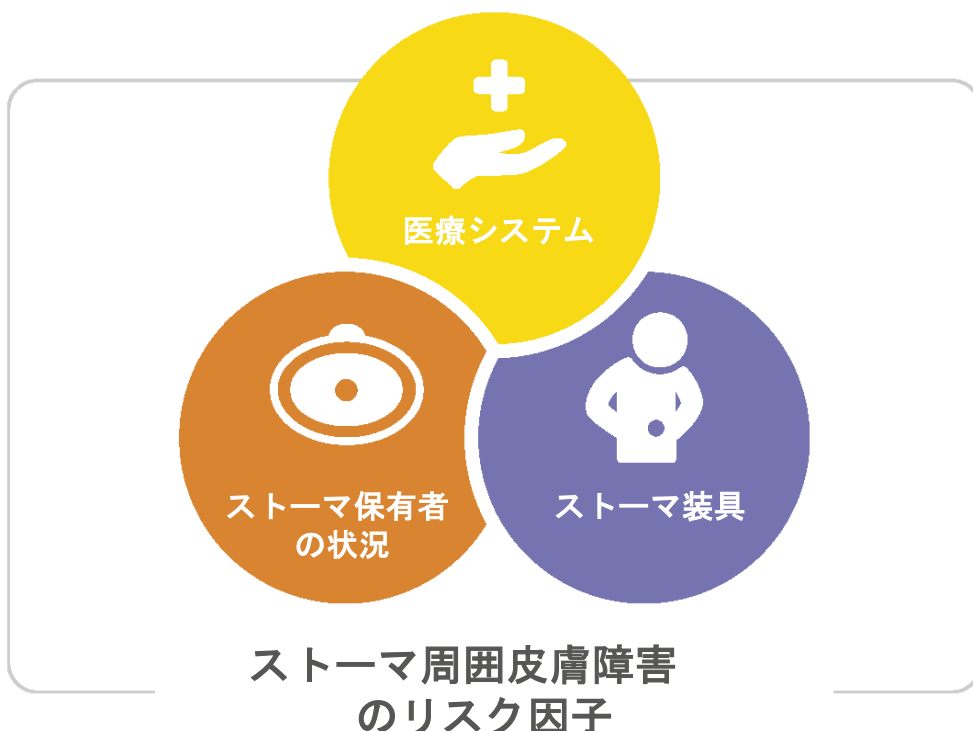 医療システム
ストーマ保有者
の状況
ストーマ装具
ストーマ周囲皮膚障害
のリスク因子